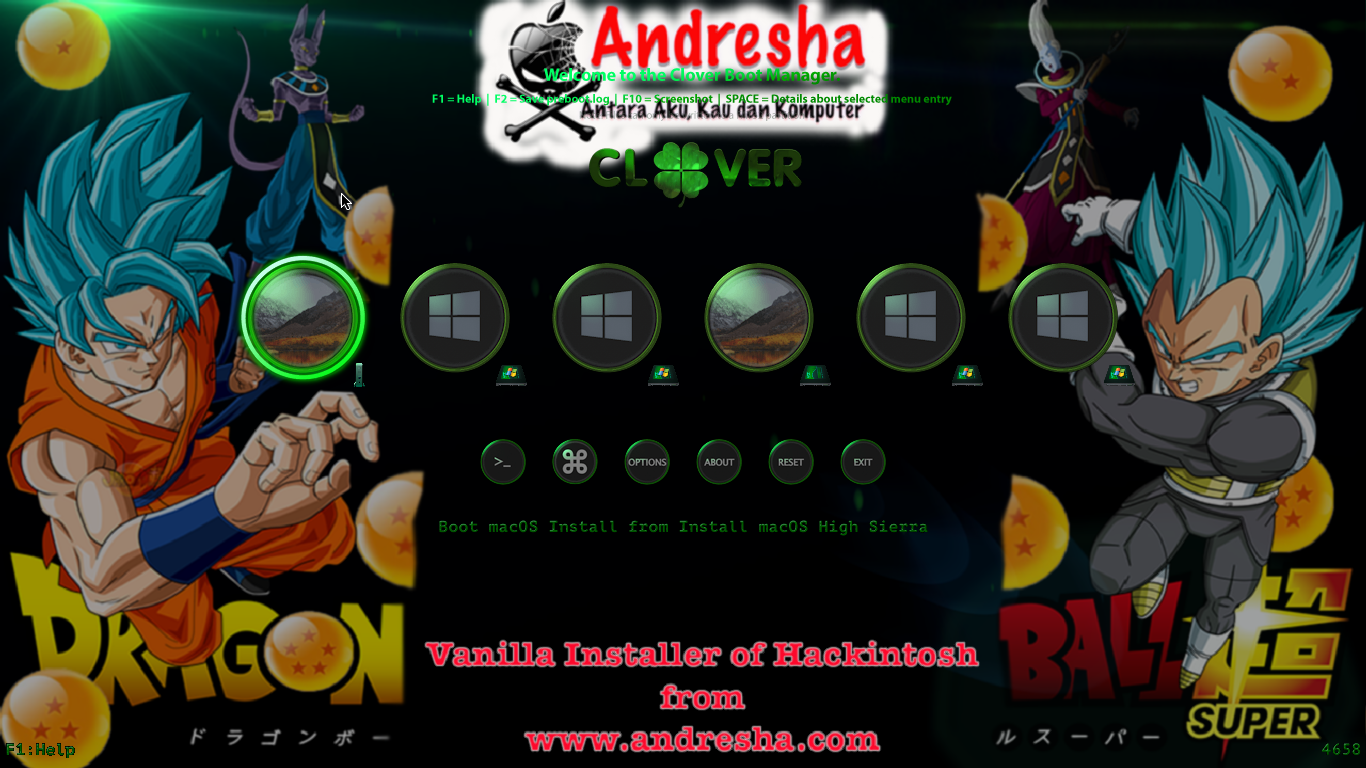 Andresha
Welcome to the Clover Boot Manager
F1 = Help | F2 = Save preboot.log | F10 = Screenshot | SPACE = Details about selected menu entry
Antara Aku, Kau dan Komputer
CLOVER
>_
OPTIONS
ABOUT
RESET
EXIT
Boot macOS Install from Install macOS High Sierra
DRAGON
BALL
超
SUPER
ドラゴンボー
ルスーパー
Vanilla Installer of Hackintosh
from
www.andresha.com
F1:Help
4658